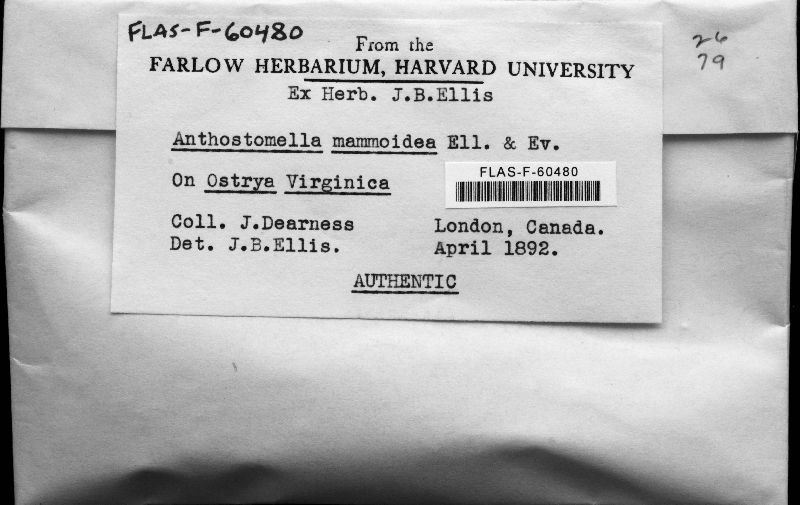 FLAS-F-60480
26
79
From the
FARLOW HERBARIUM, HARVARD UNIVERSITY
Ex Herb. J.B.Ellis
Anthostomella mammoidea Ell. & Ev.
On Ostrya Virginica
FLAS-F-60480
Coll. J.Dearness London, Canada.
Det. J.B.Ellis. April 1892.
AUTHENTIC